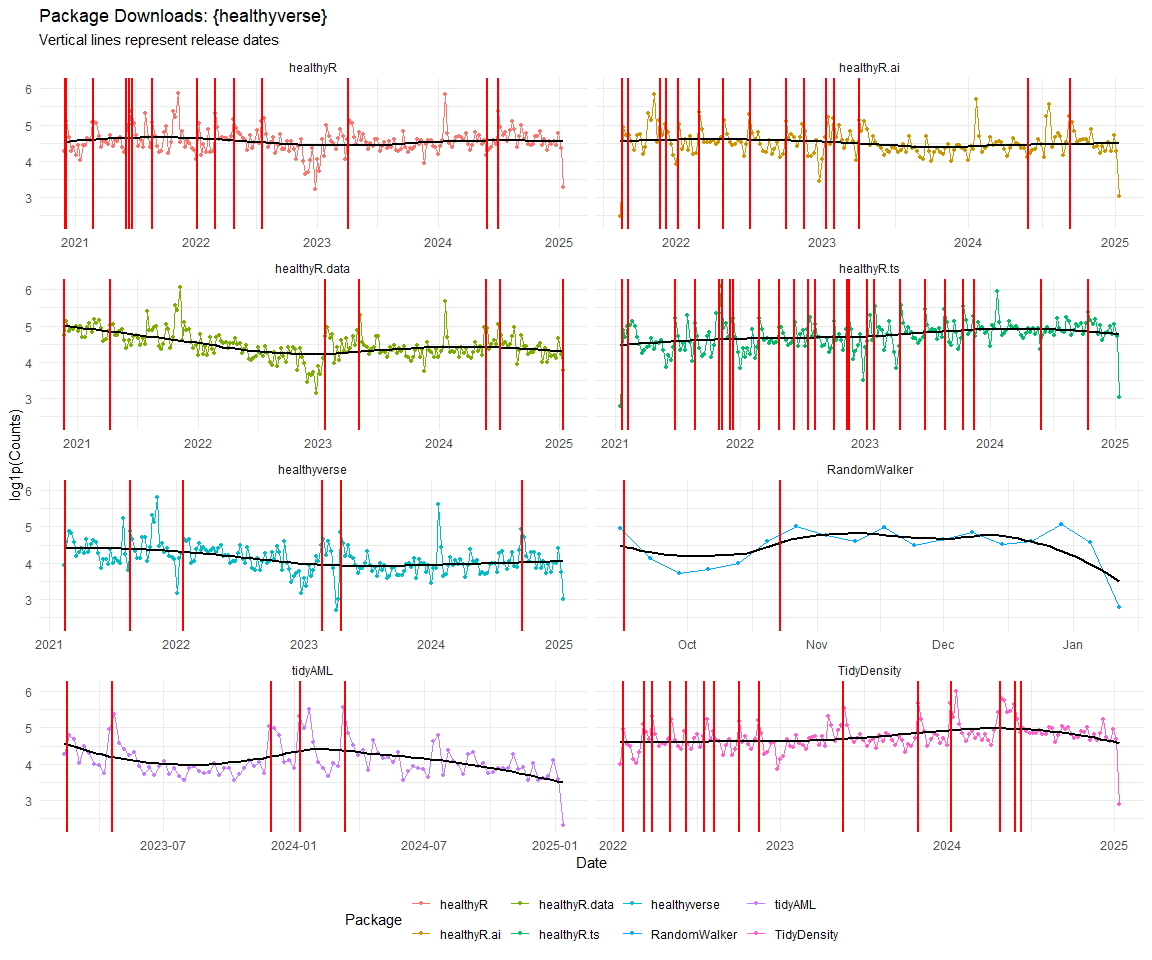 Package Downloads: {healthyverse}
Vertical lines represent release dates
healthyR
healthyR.ai
6
5
4
3
2021 2022 2023 2024 2025
2022 2023 2024 2025
healthyR.data
healthyR.ts
6
5
4
3
2021 2022 2023 2024 2025
2021 2022 2023 2024 2025
log1p(Counts)
healthyverse
RandomWalker
6
5
4
3
2021 2022 2023 2024 2025
Oct Nov Dec Jan
tidyAML
TidyDensity
6
5
4
3
2023-07 2024-01 2024-07 2025-01
2022 2023 2024 2025
Date
Package
healthyR healthyR.data healthyverse tidyAML
healthyR.ai healthyR.ts RandomWalker TidyDensity